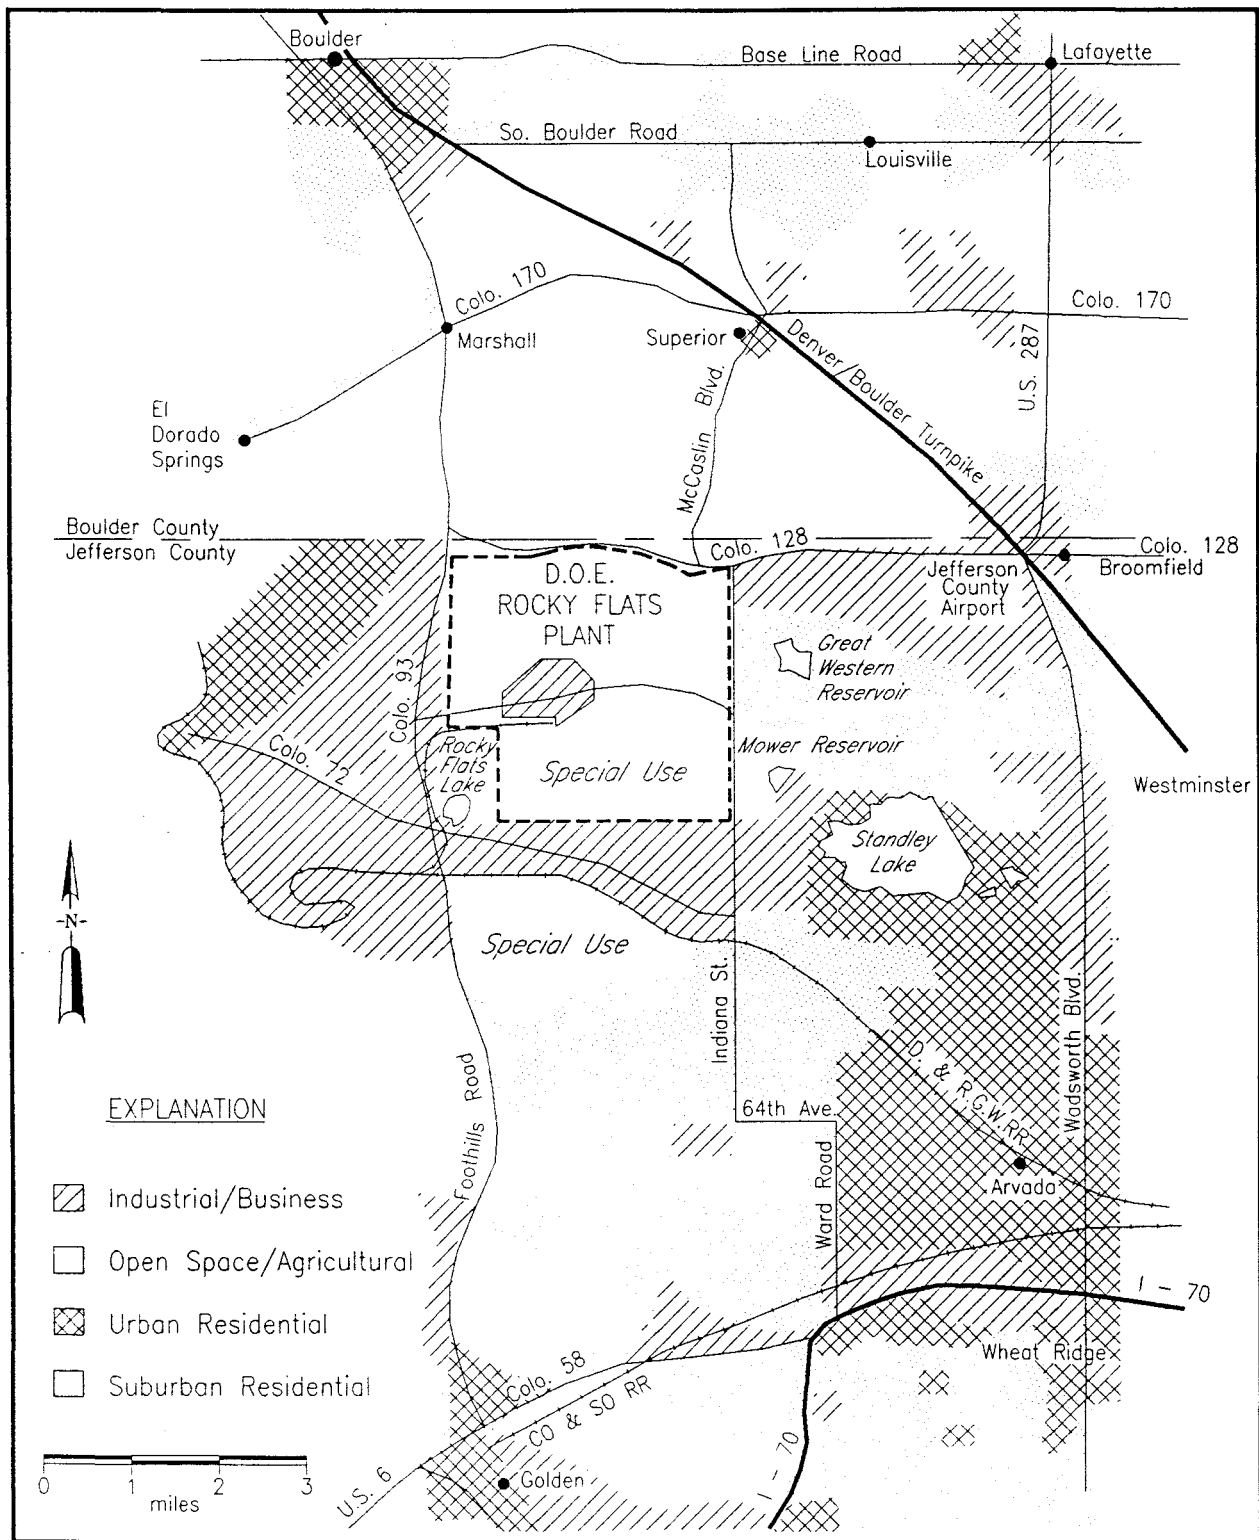 Boulder
Base Line Road
Lafayette
So. Boulder Road
Louisville
Colo. 170
Colo. 170
Marshall
Superior
Denver/Boulder Turnpike
U.S. 287
McCaslin Blvd.
El
Dorado
Springs
Boulder County
Jefferson County
Colo. 128
Colo. 128
Broomfield
Jefferson
County
Airport
D.O.E.
ROCKY FLATS
PLANT
Great
Western
Reservoir
Colo. 93
Colo. 72
Rocky
Flats
Lake
Special Use
Mower Reservoir
Westminster
Standley
Lake
-N-
Special Use
Indiana St.
Wadsworth Blvd.
D. & R.G.W.RR
Foothills Road
64th Ave.
Ward Road
Arvada
EXPLANATION
Industrial/Business
Open Space/Agricultural
Urban Residential
Suburban Residential
I - 70
Wheat Ridge
Colo. 58
CO & SO RR
I - 70
U.S. 6
Golden
0 1 2 3
miles